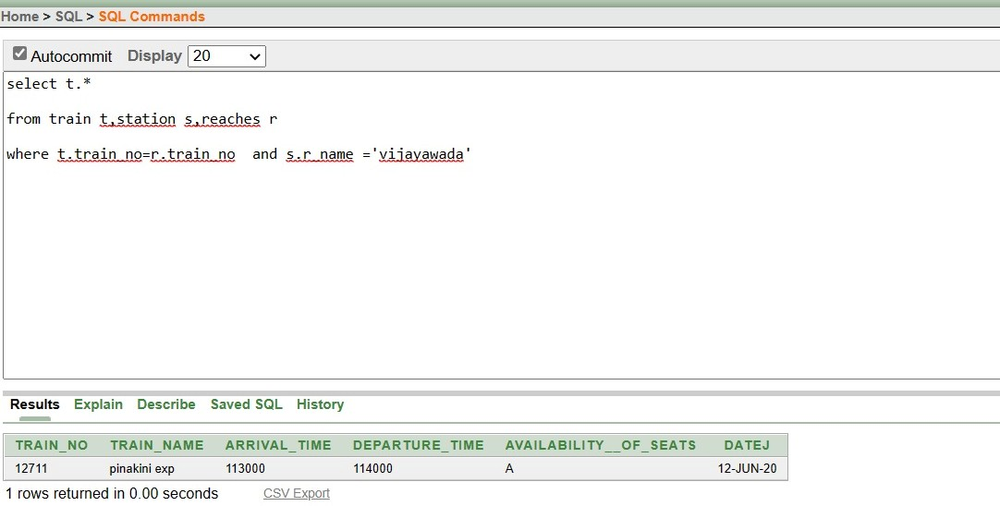 Home > SQL > SQL Commands
Autocommit Display 20
select t.*
from train t,station s,reaches r
where t.train_no=r.train_no  and s.r_name ='vijayawada'
Results Explain Describe Saved SQL History
TRAIN_NO TRAIN_NAME ARRIVAL_TIME DEPARTURE_TIME AVAILABILITY__OF_SEATS DATEJ
12711 pinakini exp 113000 114000 A 12-JUN-20
1 rows returned in 0.00 seconds CSV Export